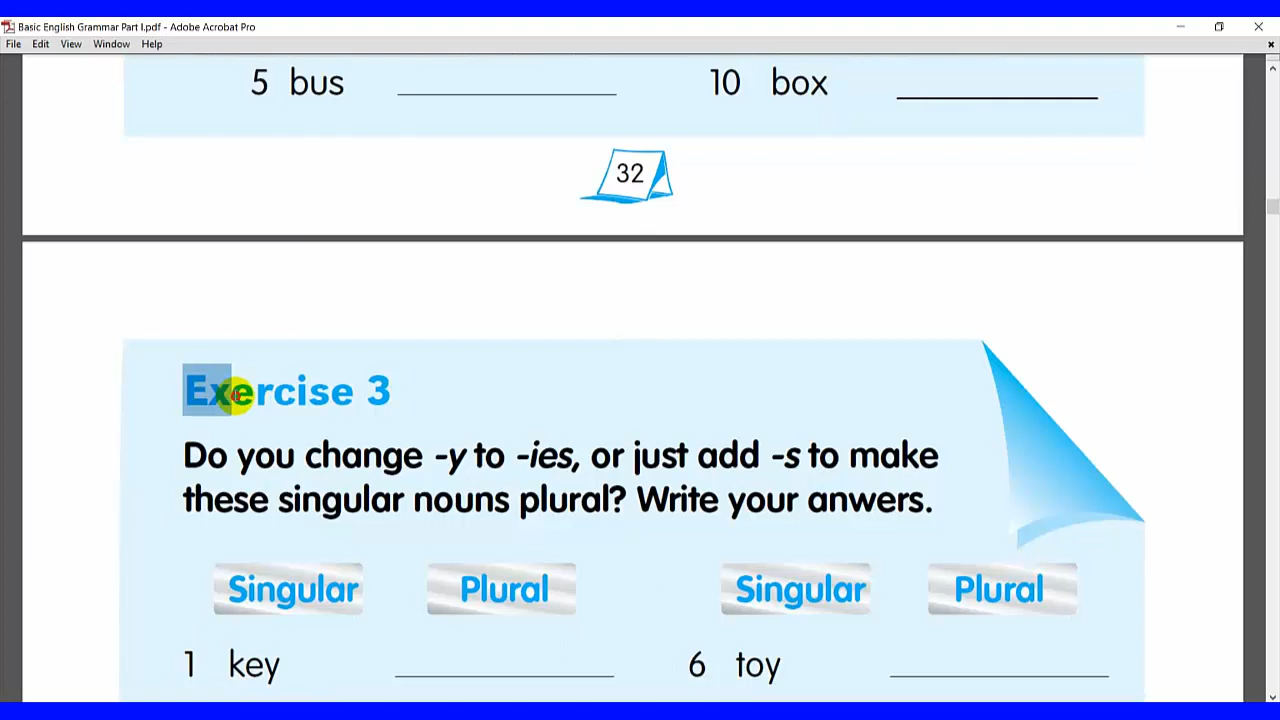 Basic English Grammar Part I.pdf - Adobe Acrobat Pro
File Edit View Window Help
5 bus 10 box
32
Exercise 3
Do you change -y to -ies, or just add -s to make
these singular nouns plural? Write your anwers.
Singular Plural Singular Plural
1 key 6 toy